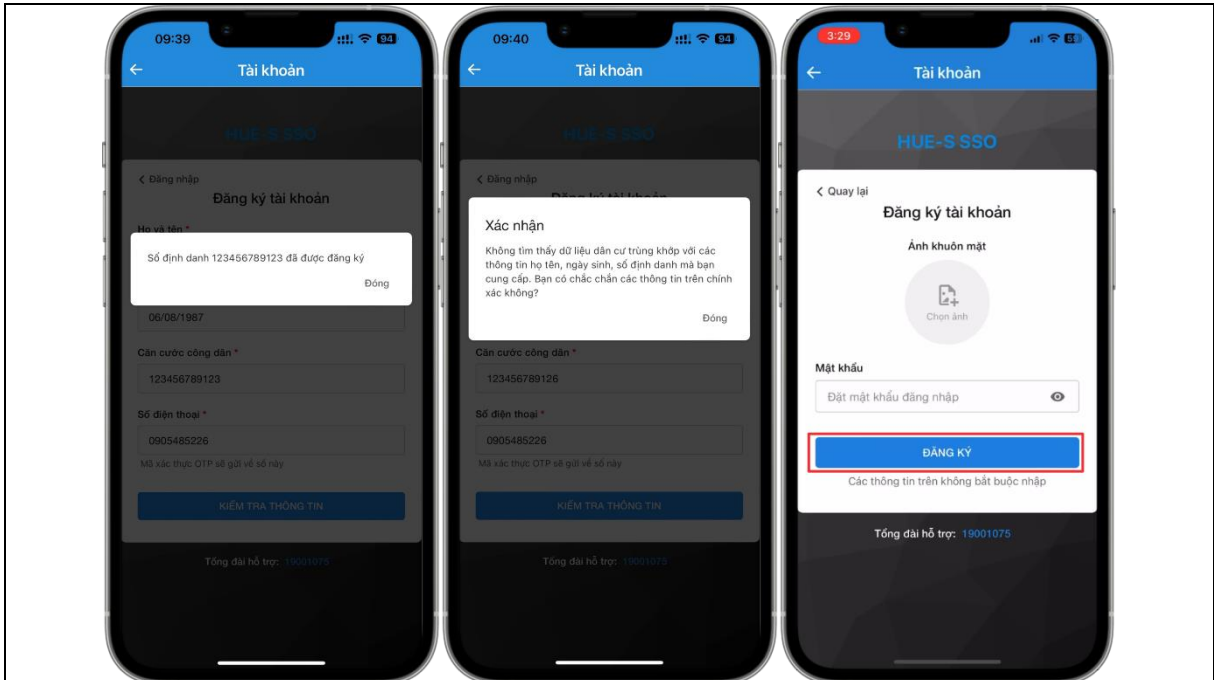 09:39
94
Tài khoản
HUE-S SSO
Đăng nhập
Đăng ký tài khoản
Họ và tên *
Số định danh 123456789123 đã được đăng ký
Đóng
06/08/1987
Căn cước công dân *
123456789123
Số điện thoại *
0905485226
Mã xác thực OTP sẽ gửi về số này
KIỂM TRA THÔNG TIN
Tổng đài hỗ trợ: 19001075
09:40
94
Tài khoản
HUE-S SSO
Đăng nhập
Đăng ký tài khoản
Xác nhận
Không tìm thấy dữ liệu dân cư trùng khớp với các
thông tin họ tên, ngày sinh, số định danh mà bạn
cung cấp. Bạn có chắc chắn các thông tin trên chính
xác không?
Đóng
Căn cước công dân *
123456789126
Số điện thoại *
0905485226
Mã xác thực OTP sẽ gửi về số này
KIỂM TRA THÔNG TIN
Tổng đài hỗ trợ: 19001075
3:29
Tài khoản
HUE-S SSO
Quay lại
Đăng ký tài khoản
Ảnh khuôn mặt
Chọn ảnh
Mật khẩu
Đặt mật khẩu đăng nhập
ĐĂNG KÝ
Các thông tin trên không bắt buộc nhập
Tổng đài hỗ trợ: 19001075